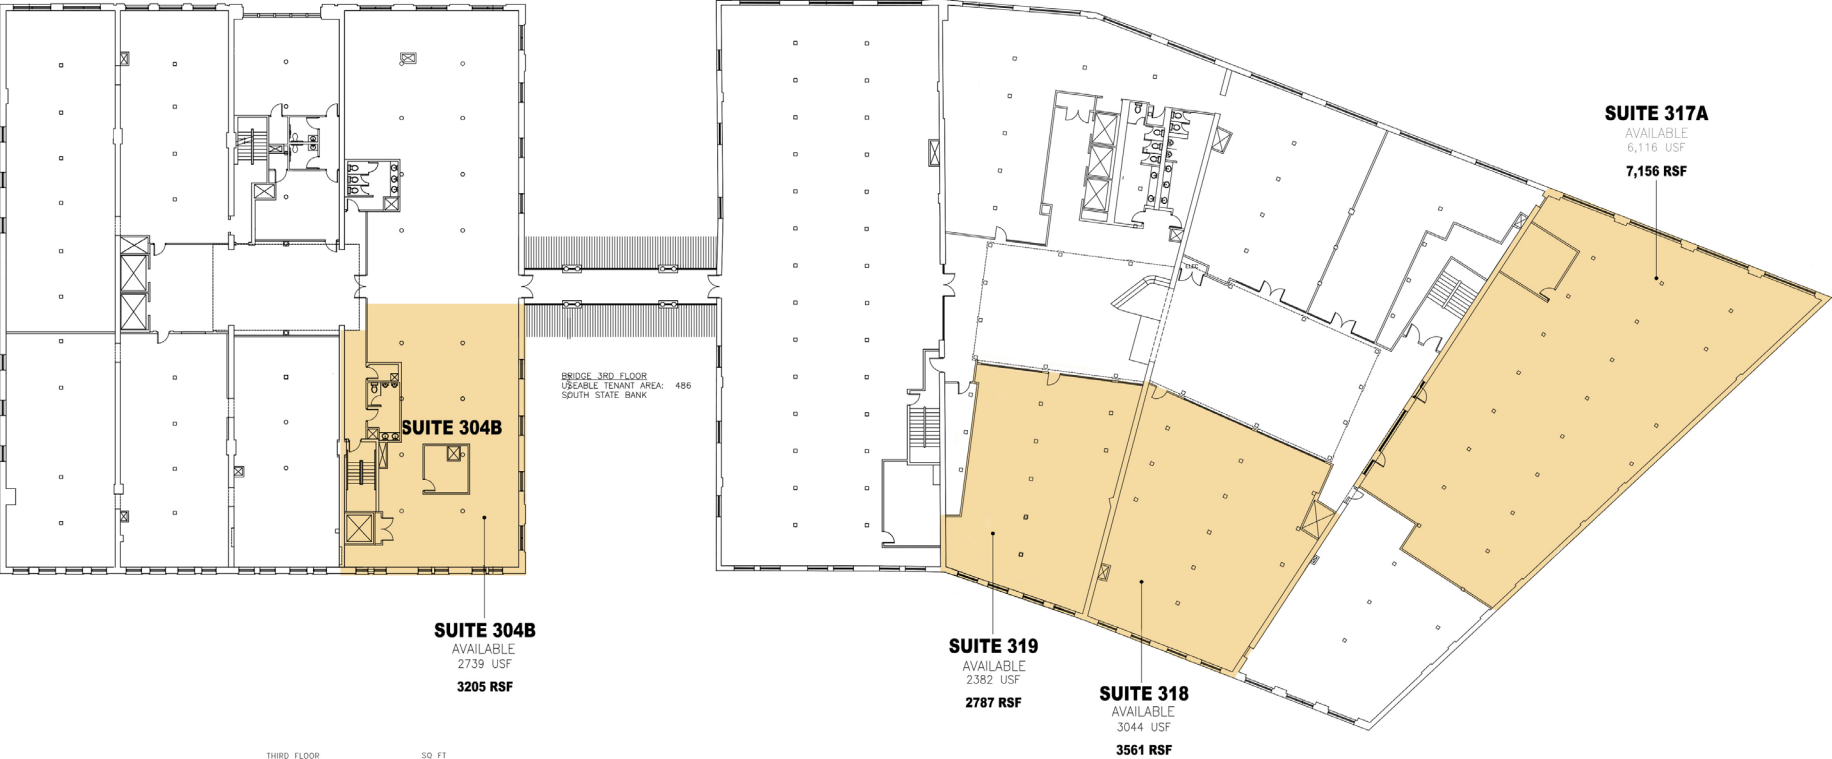 SUITE 317A
AVAILABLE
6,116 USF
7,156 RSF
BRIDGE 3RD FLOOR
USEABLE TENANT AREA: 486
SOUTH STATE BANK
SUITE 304B
SUITE 304B
AVAILABLE
2739 USF
3205 RSF
SUITE 319
AVAILABLE
2382 USF
2787 RSF
SUITE 318
AVAILABLE
3044 USF
3561 RSF
THIRD FLOOR SQ FT